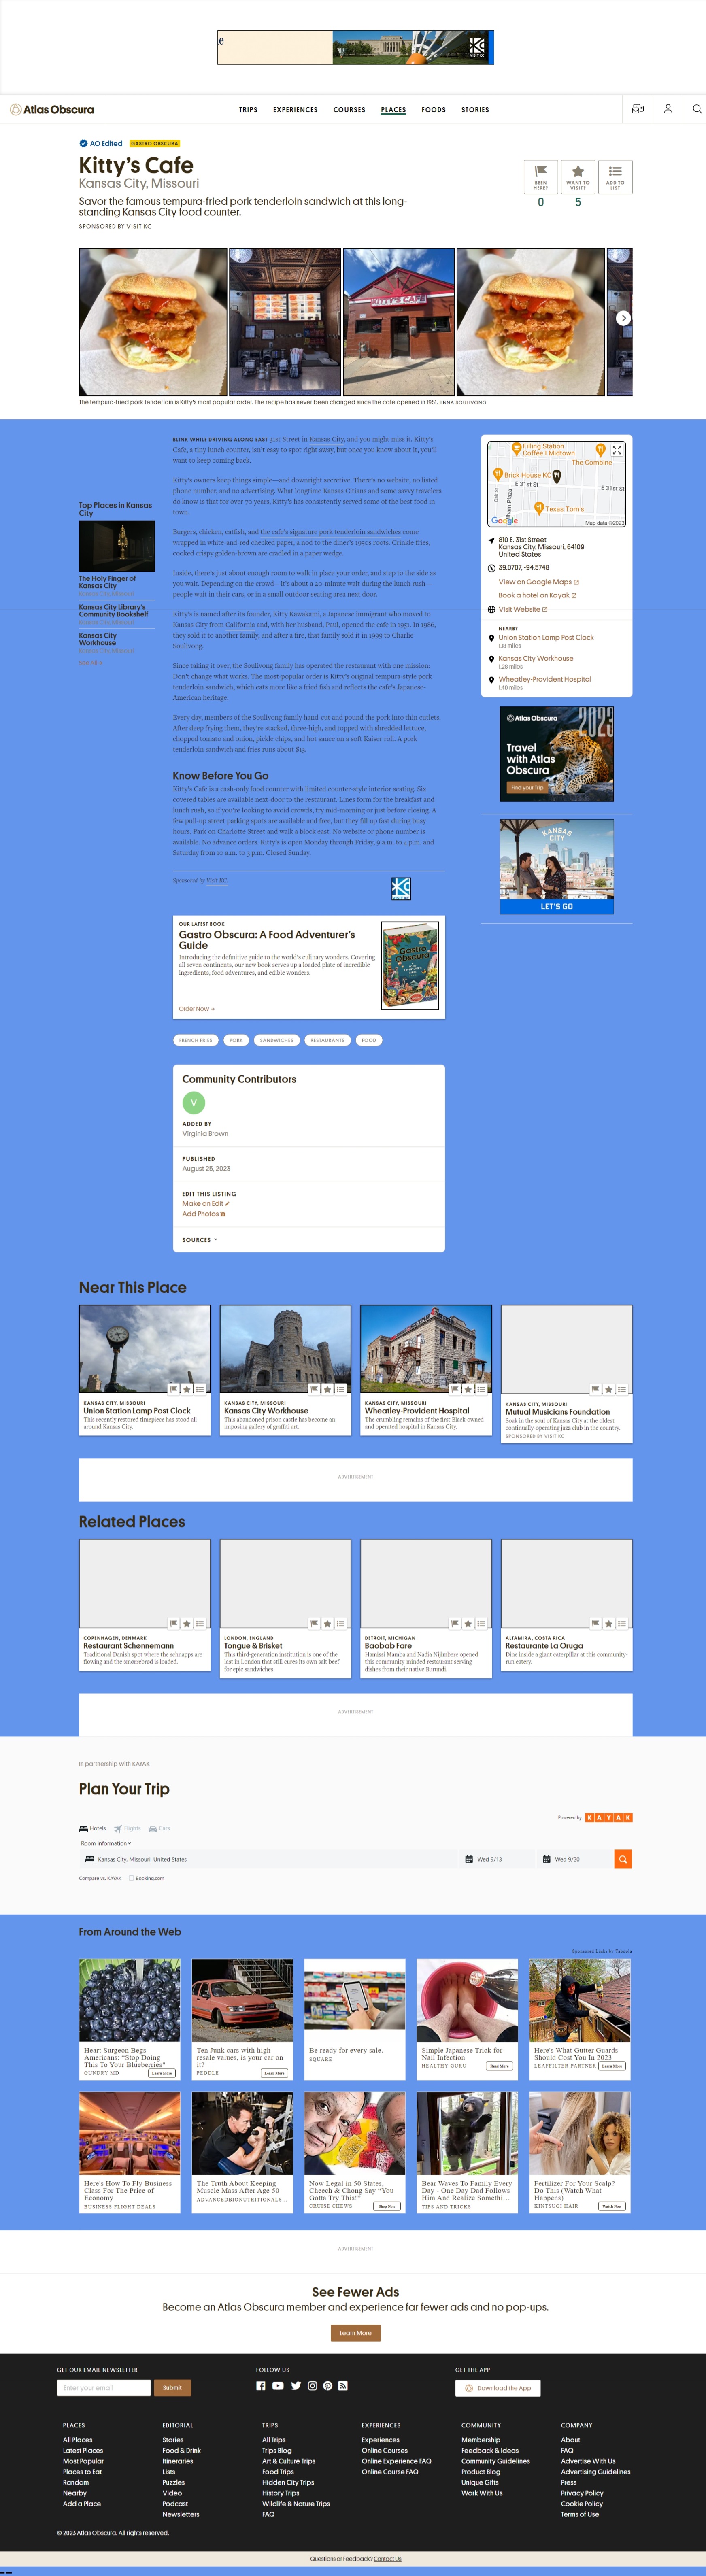 Atlas Obscura
TRIPS EXPERIENCES COURSES PLACES FOODS STORIES
AO Edited GASTRO OBSCURA
Kitty's Cafe
Kansas City, Missouri
Savor the famous tempura-fried pork tenderloin sandwich at this long-
standing Kansas City food counter.
SPONSORED BY VISIT KC
BEEN HERE? 0
WANT TO VISIT? 5
ADD TO LIST
The tempura-fried pork tenderloin is Kitty's most popular order. The recipe has never been changed since the cafe opened in 1951. INNA SOULIVONG
BLINK WHILE DRIVING ALONG EAST 31st Street in Kansas City, and you might miss it. Kitty's
Cafe, a tiny lunch counter, isn't easy to spot right away, but once you know about it, you'll
want to keep coming back.
Kitty's owners keep things simple—and downright secretive. There's no website, no listed
phone number, and no advertising. What longtime Kansas Citians and some savvy travelers
do know is that for over 70 years, Kitty's has consistently served some of the best food in
town.
Burgers, chicken, catfish, and the cafe's signature pork tenderloin sandwiches come
wrapped in white-and-red checked paper, a nod to the diner's 1950s roots. Crinkle fries,
cooked crispy golden-brown are cradled in a paper wedge.
Inside, there's just about enough room to walk in place your order, and step to the side as
you wait. Depending on the crowd—it's about a 20-minute wait during the lunch rush—
people wait in their cars, or in a small outdoor seating area next door.
Kitty's is named after its founder, Kitty Kawakami, a Japanese immigrant who moved to
Kansas City from California and, with her husband, Paul, opened the cafe in 1951. In 1986,
they sold it to another family, and after a fire, that family sold it in 1999 to Charlie
Soulivong.
Since taking it over, the Soulivong family has operated the restaurant with one mission:
Don't change what works. The most-popular order is Kitty's original tempura-style pork
tenderloin sandwich, which eats more like a fried fish and reflects the cafe's Japanese-
American heritage.
Every day, members of the Soulivong family hand-cut and pound the pork into thin cutlets.
After deep frying them, they're stacked, three-high, and topped with shredded lettuce,
chopped tomato and onion, pickle chips, and hot sauce on a soft Kaiser roll. A pork
tenderloin sandwich and fries runs about $15.
Know Before You Go
Kitty's Cafe is a cash-only food counter with limited counter-style interior seating. Six
covered tables are available next door to the restaurant. Lines form for the breakfast and
lunch rush, so if you're looking to avoid crowds, try mid-morning or just before closing. A
few pull-up street parking spots are available and free, but they fill up fast during busy
hours. Park on Charlotte Street and walk a block east. No website or phone number is
available. No advance orders. Kitty's is open Monday through Friday, 9 a.m. to 4 p.m. and
Saturday from 10 a.m. to 3 p.m. Closed Sunday.
Sponsored by Visit KC.
Top Places in Kansas
City
The Holy Finger of
Kansas City
Kansas City, Missouri
Kansas City Library's
Community Bookshelf
Kansas City, Missouri
Kansas City
Workhouse
Kansas City, Missouri
Filling Station
Coffee | Midtown
The Combine
Brick House KC
E 31st St
E 31st St
Oak St
Texas Tom's
Google
Map data ©2023
810 E. 31st Street
Kansas City, Missouri, 64109
United States
39.0707, -94.5748
View on Google Maps
Book a hotel on Kayak
Visit Website
NEARBY
Union Station Lamp Post Clock
1.18 miles
Kansas City Workhouse
1.26 miles
Wheatley-Provident Hospital
1.40 miles
Atlas Obscura
2023
Travel
with Atlas
Obscura
Find your Trip
KANSAS CITY
LET'S GO
OUR LATEST BOOK
Gastro Obscura: A Food Adventurer's
Guide
Introducing the definitive guide to the world's culinary wonders. Covering
all seven continents, our new book serves up a loaded plate of incredible
ingredients, food adventures, and edible wonders.
Order Now →
Gastro Obscura
FRENCH FRIES PORK SANDWICHES RESTAURANTS FOOD
Community Contributors
V
ADDED BY
Virginia Brown
PUBLISHED
August 25, 2023
EDIT THIS LISTING
Make an Edit
Add Photos
SOURCES
Near This Place
KANSAS CITY, MISSOURI
Union Station Lamp Post Clock
This recently restored timepiece has stood all
around Kansas City.
KANSAS CITY, MISSOURI
Kansas City Workhouse
This abandoned prison castle has become an
imposing gallery of graffiti art.
KANSAS CITY, MISSOURI
Wheatley-Provident Hospital
The crumbling remains of the first Black-owned
and operated hospital in Kansas City.
KANSAS CITY, MISSOURI
Mutual Musicians Foundation
Soak in the soul of Kansas City at the oldest
continually-operating jazz club in the country.
SPONSORED BY VISIT KC
ADVERTISEMENT
Related Places
COPENHAGEN, DENMARK
Restaurant Schønnemann
Traditional Danish spot where the schnapps are
flowing and the smørrebrød is loaded.
LONDON, ENGLAND
Tongue & Brisket
This third-generation institution is one of the
last in London that still cures its own salt beef
for epic sandwiches.
DETROIT, MICHIGAN
Baobab Fare
Hamissi Mamba and Nadia Nijimbere opened
this community-minded restaurant serving
dishes from their native Burundi.
ALTAMIRA, COSTA RICA
Restaurante La Oruga
Dine inside a giant caterpillar at this community-
run eatery.
ADVERTISEMENT
In partnership with KAYAK
Plan Your Trip
Powered by KAYAK
Hotels Flights Cars
Room information
Kansas City, Missouri, United States
Wed 9/13
Wed 9/20
Compare vs. KAYAK Booking.com
From Around the Web
Sponsored Links by Taboola
Heart Surgeon Begs
Americans: "Stop Doing
This To Your Blueberries"
GUNDRY MD
Learn More
Ten Junk cars with high
resale values, is your car on
it?
PEDDLE
Learn More
Be ready for every sale.
SQUARE
Simple Japanese Trick for
Nail Infection
HEALTHY GURU
Read More
Here's What Gutter Guards
Should Cost You In 2023
LEAFFILTER PARTNER
Learn More
Here's How To Fly Business
Class For The Price of
Economy
BUSINESS FLIGHT DEALS
The Truth About Keeping
Muscle Mass After Age 50
ADVANCEDBIONUTRITIONALS...
Now Legal in 50 States,
Cheech & Chong Say "You
Gotta Try This!"
CRUISE CHEWS
Shop Now
Bear Waves To Family Every
Day - One Day Dad Follows
Him And Realize Somethi...
TIPS AND TRICKS
Fertilizer For Your Scalp?
Do This (Watch What
Happens)
KINTSUGI HAIR
Watch Now
ADVERTISEMENT
See Fewer Ads
Become an Atlas Obscura member and experience far fewer ads and no pop-ups.
Learn More
GET OUR EMAIL NEWSLETTER
Enter your email
Submit
FOLLOW US
GET THE APP
Download the App
PLACES
All Places
Latest Places
Most Popular
Places to Eat
Random
Nearby
Add a Place
EDITORIAL
Stories
Food & Drink
Itineraries
Lists
Puzzles
Video
Podcast
Newsletters
TRIPS
All Trips
Trips Blog
Art & Culture Trips
Food Trips
Hidden City Trips
History Trips
Wildlife & Nature Trips
FAQ
EXPERIENCES
Experiences
Online Courses
Online Experience FAQ
Online Course FAQ
COMMUNITY
Membership
Feedback & Ideas
Community Guidelines
Product Blog
Unique Gifts
Work With Us
COMPANY
About
FAQ
Advertise With Us
Advertising Guidelines
Press
Privacy Policy
Cookie Policy
Terms of Use
© 2023 Atlas Obscura. All rights reserved.
Questions or Feedback? Contact Us